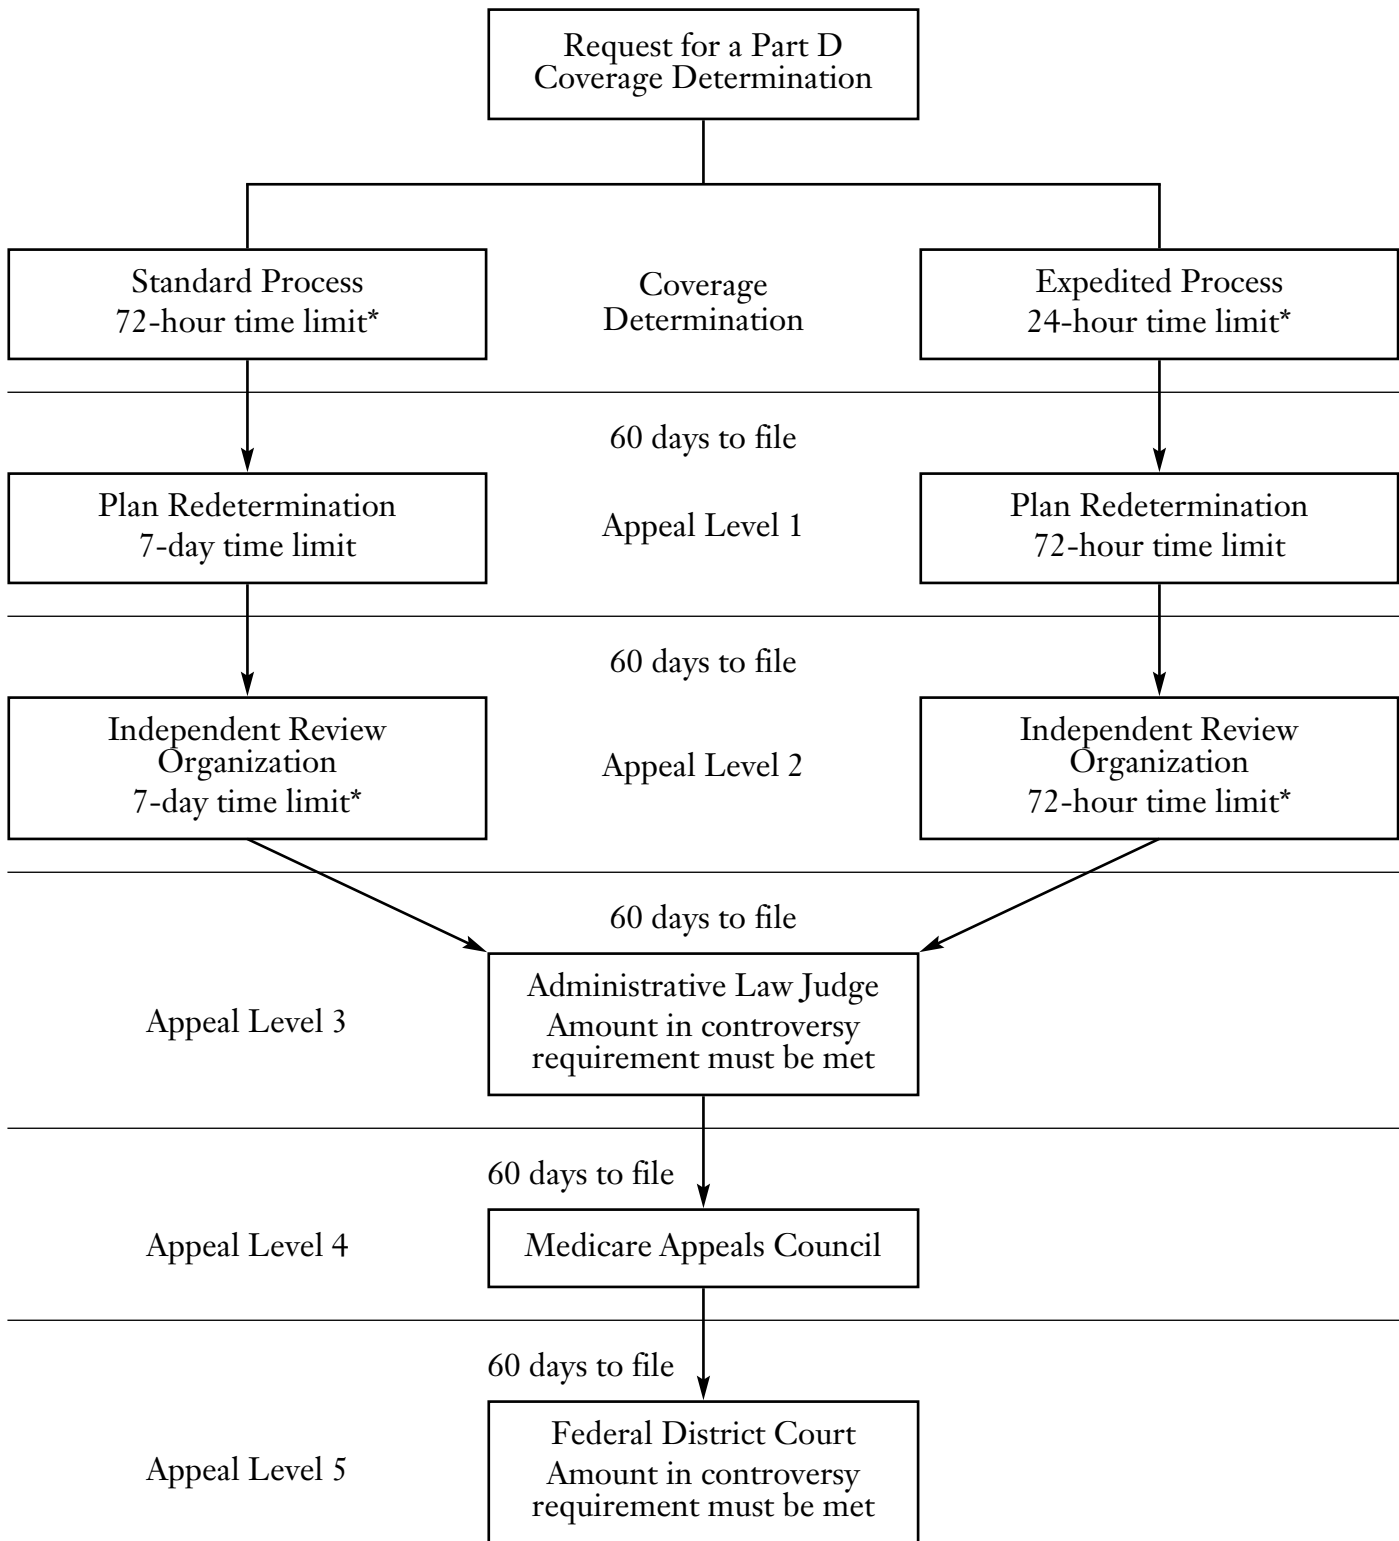 Request for a Part D
Coverage Determination
Standard Process
72-hour time limit*
Coverage
Determination
Expedited Process
24-hour time limit*
60 days to file
Plan Redetermination
7-day time limit
Appeal Level 1
Plan Redetermination
72-hour time limit
60 days to file
Independent Review
Organization
7-day time limit*
Appeal Level 2
Independent Review
Organization
72-hour time limit*
60 days to file
Appeal Level 3
Administrative Law Judge
Amount in controversy
requirement must be met
60 days to file
Appeal Level 4
Medicare Appeals Council
60 days to file
Appeal Level 5
Federal District Court
Amount in controversy
requirement must be met